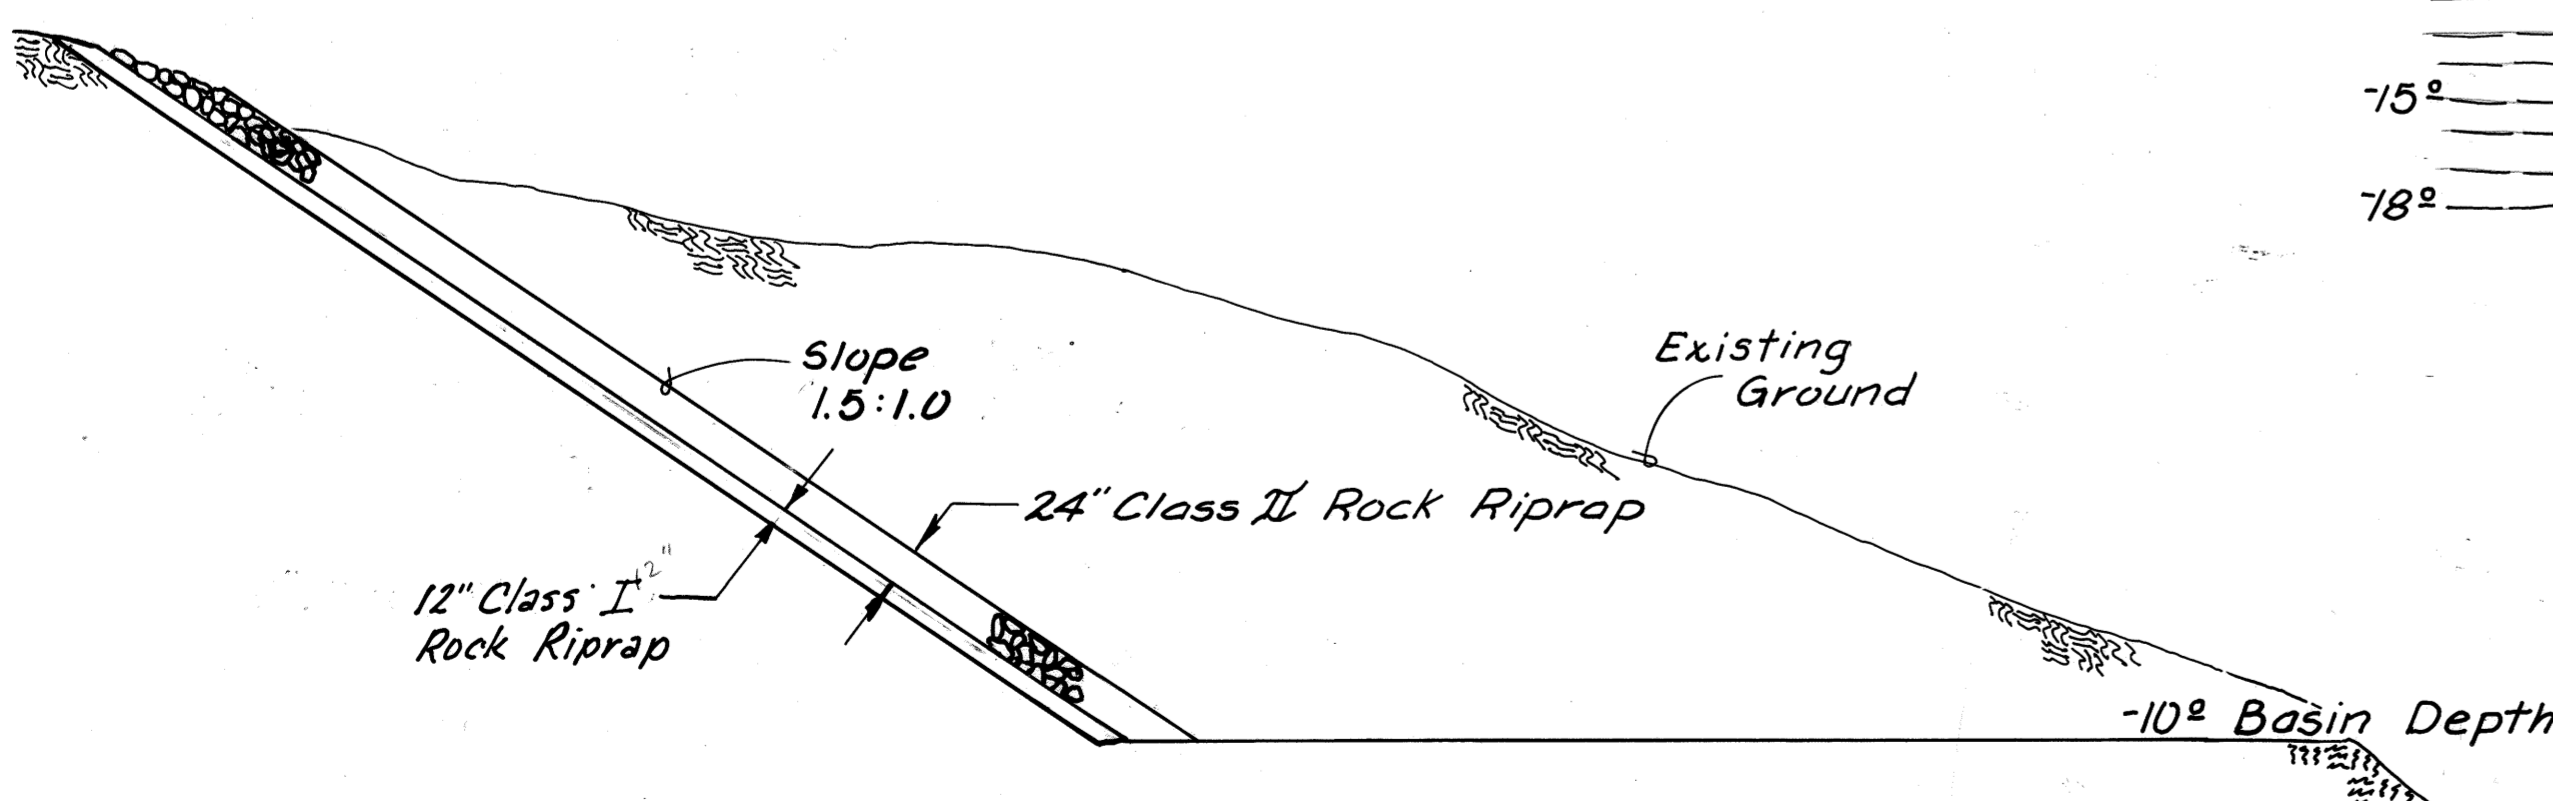 -15º
-18º
Slope
1.5:1.0
Existing
Ground
24" Class II Rock Riprap
12" Class I
12"
Rock Riprap
-10º Basin Depth